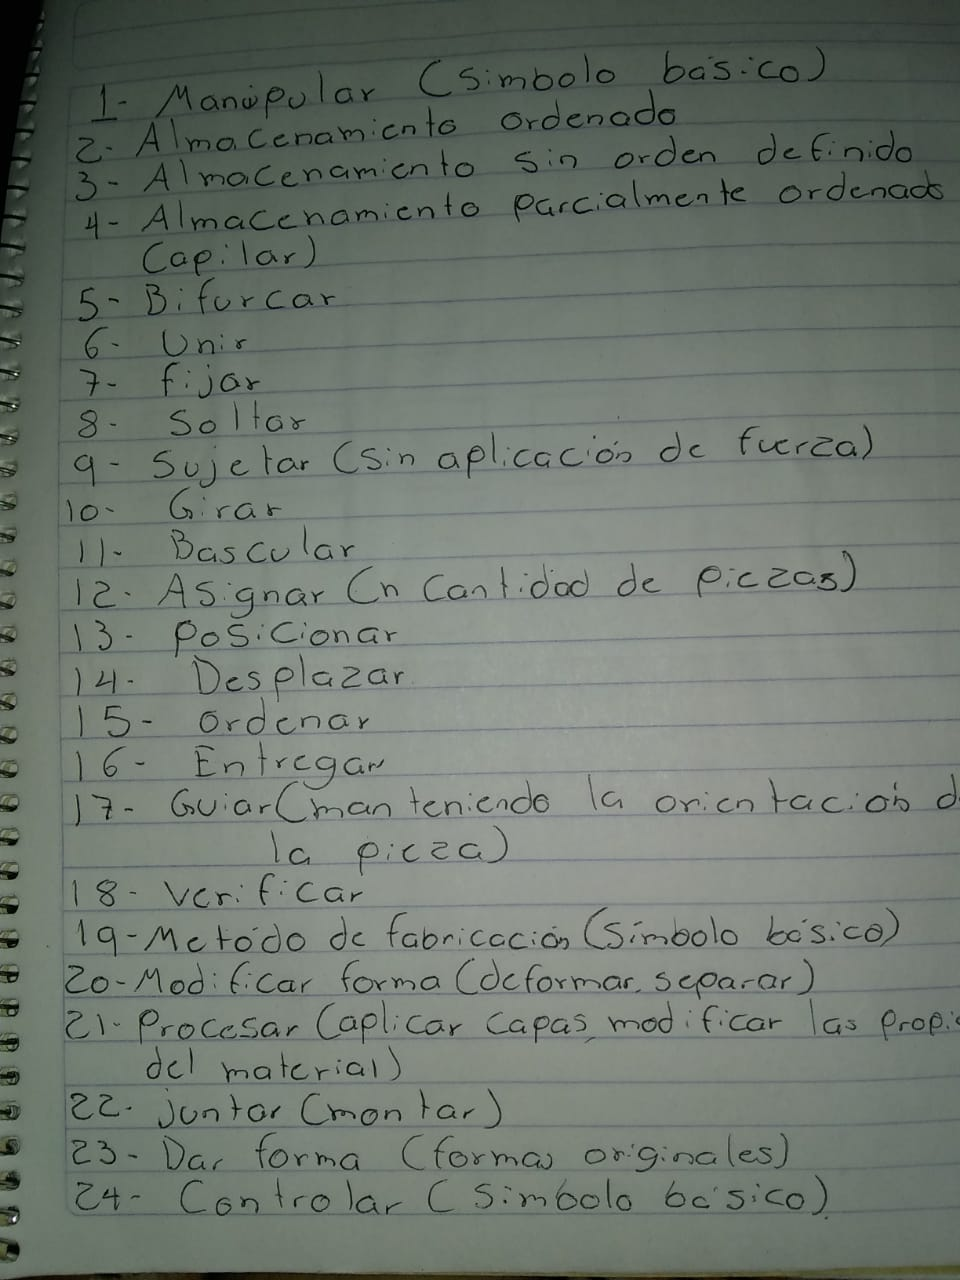 1- Manipular (Simbolo básico)
2- Almacenamiento ordenado
3- Almacenamiento sin orden definido
4- Almacenamiento parcialmente ordenado
(apilar)
5- Bifurcar
6- Unir
7- fijar
8- Soltar
9- Sujetar (sin aplicación de fuerza)
10- Girar
11- Bascular
12- Asignar (n Cantidad de piezas)
13- posicionar
14- Desplazar
15- ordenar
16- Entregar
17- Guiar (manteniendo la orientación d
la pieza)
18- verificar
19- Metodo de fabricación (Símbolo básico)
20- Modificar forma (deformar, separar)
21- Procesar (aplicar capas, modificar las propi
del material)
22- juntar (montar)
23- Dar forma (formas originales)
24- Controlar (Simbolo básico).